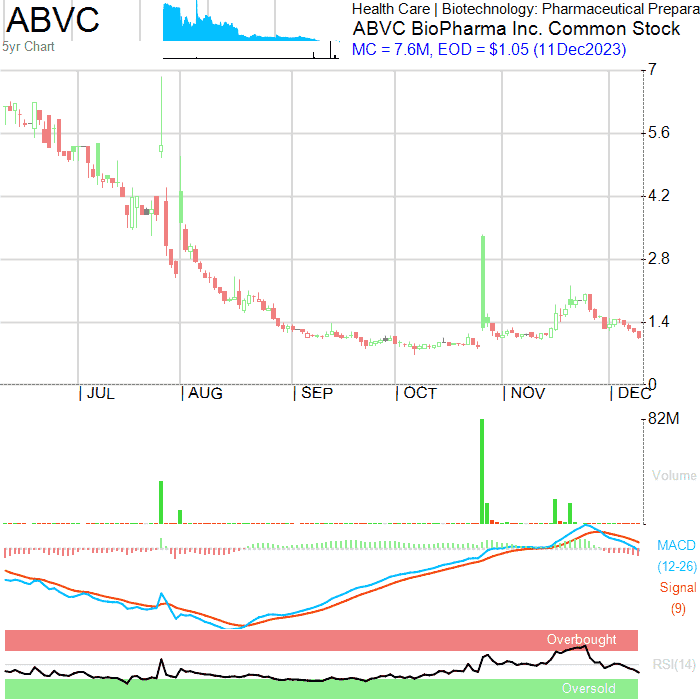 ABVC
5yr Chart
Health Care | Biotechnology: Pharmaceutical Prepara
ABVC BioPharma Inc. Common Stock
MC = 7.6M, EOD = $1.05 (11Dec2023)
7
5.6
4.2
2.8
1.4
0
| JUL | AUG | SEP | OCT | NOV | DEC
82M
Volume
MACD
(12-26)
Signal
(9)
Overbought
RSI(14)
Oversold